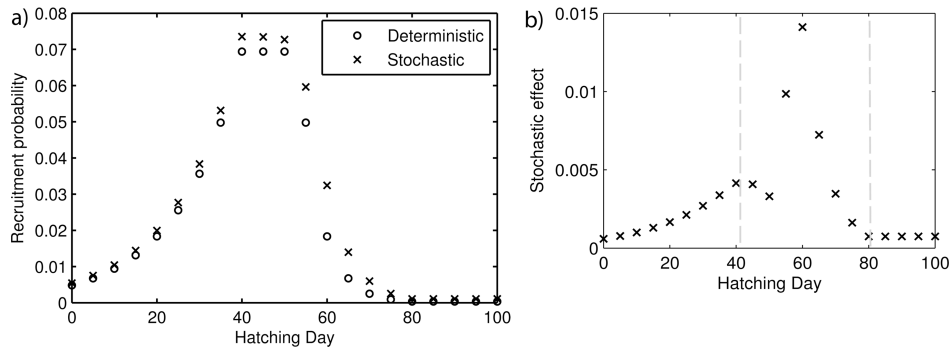 a)
0.08
0.07
0.06
0.05
0.04
0.03
0.02
0.01
0
Recruitment probability
Deterministic
Stochastic
0 20 40 60 80 100
Hatching Day
b)
0.015
0.01
0.005
0
Stochastic effect
0 20 40 60 80 100
Hatching Day